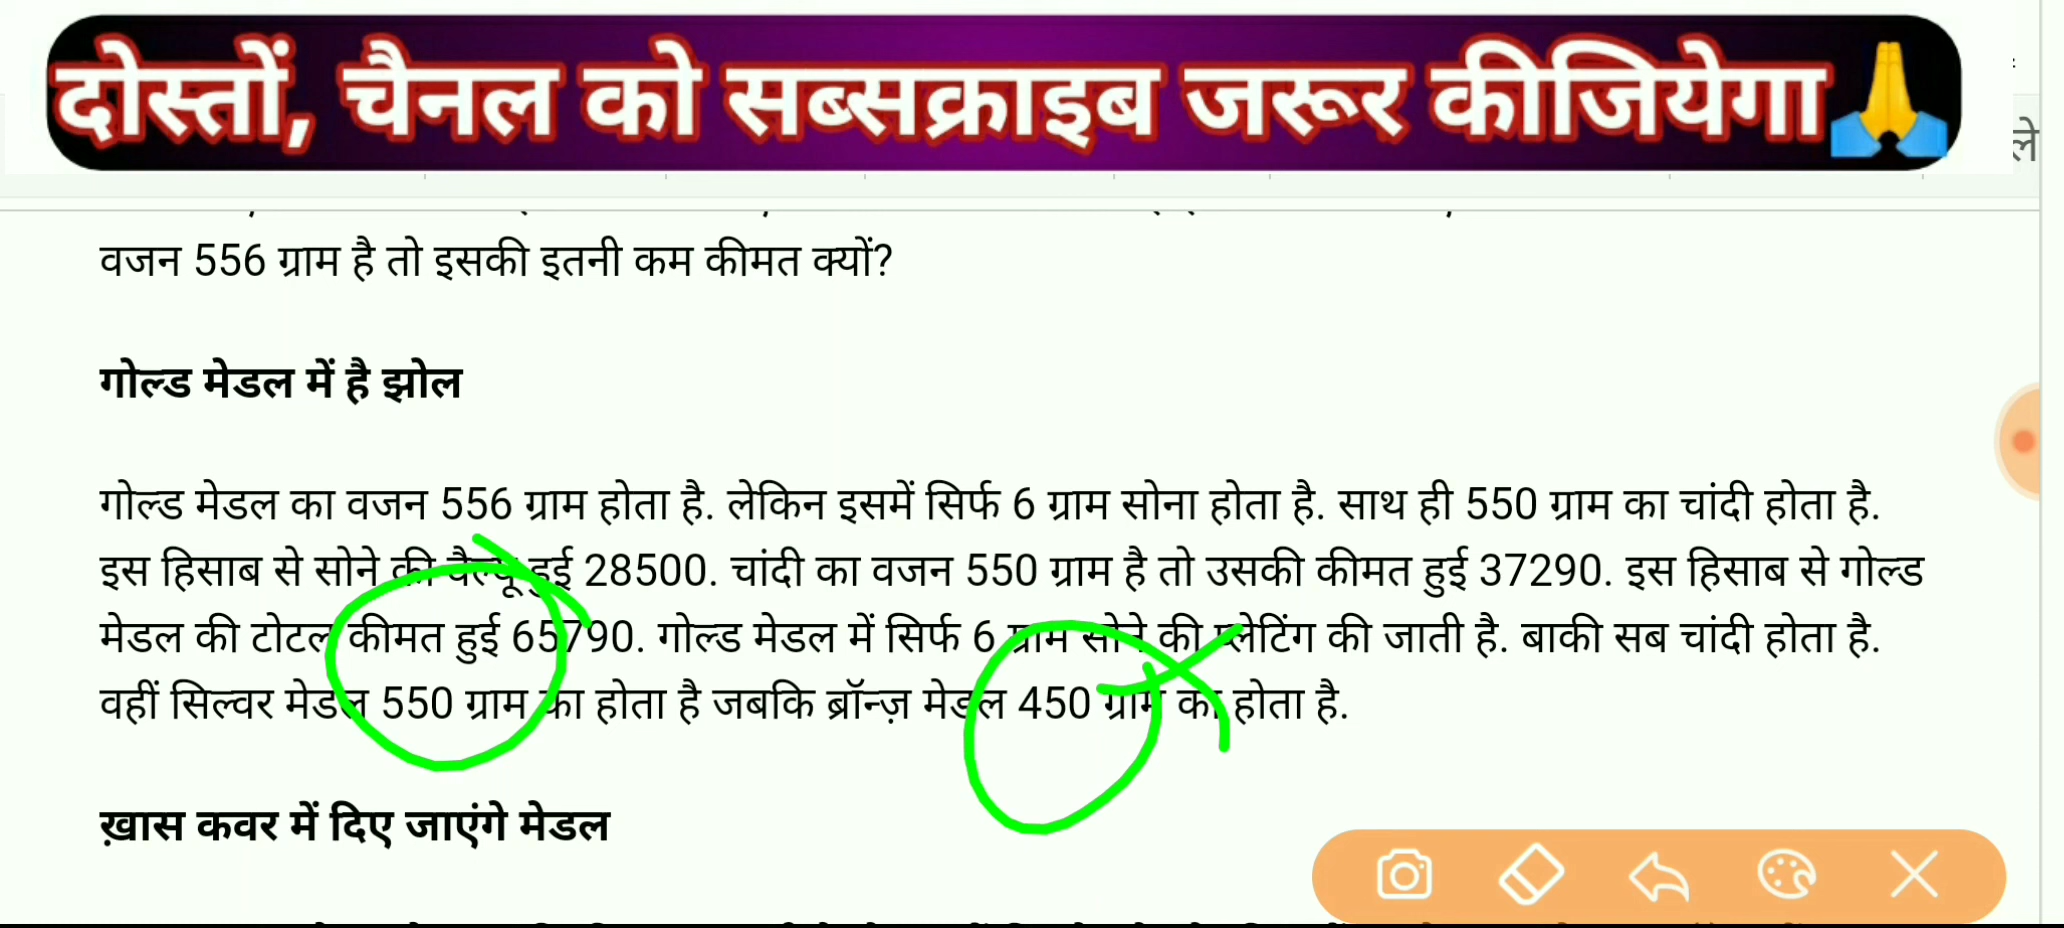 दोस्तों, चैनल को सब्सक्राइब जरूर कीजियेगा🙏
ले
वजन 556 ग्राम है तो इसकी इतनी कम कीमत क्यों?
गोल्ड मेडल में है झोल
गोल्ड मेडल का वजन 556 ग्राम होता है. लेकिन इसमें सिर्फ 6 ग्राम सोना होता है. साथ ही 550 ग्राम का चांदी होता है.
इस हिसाब से सोने की वैल्यू हुई 28500. चांदी का वजन 550 ग्राम है तो उसकी कीमत हुई 37290. इस हिसाब से गोल्ड
मेडल की टोटल कीमत हुई 65790. गोल्ड मेडल में सिर्फ 6 ग्राम सोने की प्लेटिंग की जाती है. बाकी सब चांदी होता है.
वहीं सिल्वर मेडल 550 ग्राम का होता है जबकि ब्रॉन्ज़ मेडल 450 ग्राम का होता है.
ख़ास कवर में दिए जाएंगे मेडल